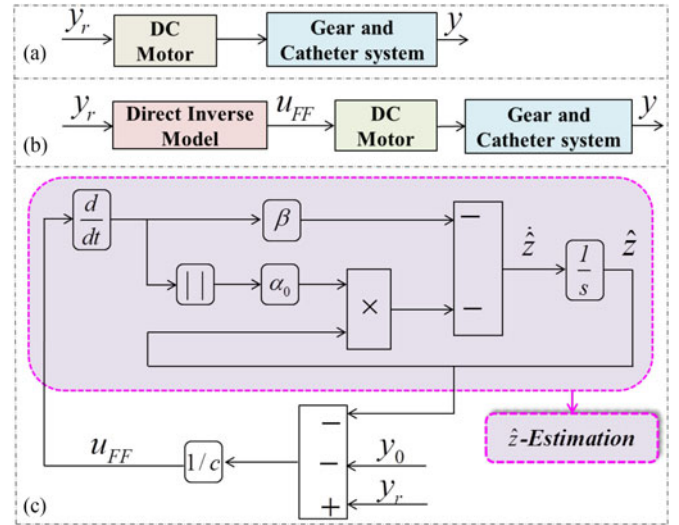 y_r
DC Motor
Gear and Catheter system
y
(a)
y_r
Direct Inverse Model
u_FF
DC Motor
Gear and Catheter system
y
(b)
d/dt
β
−
ż̂
1/s
ẑ
| |
α_0
×
−
ẑ-Estimation
−
u_FF
1/c
−
y_0
+
y_r
(c)